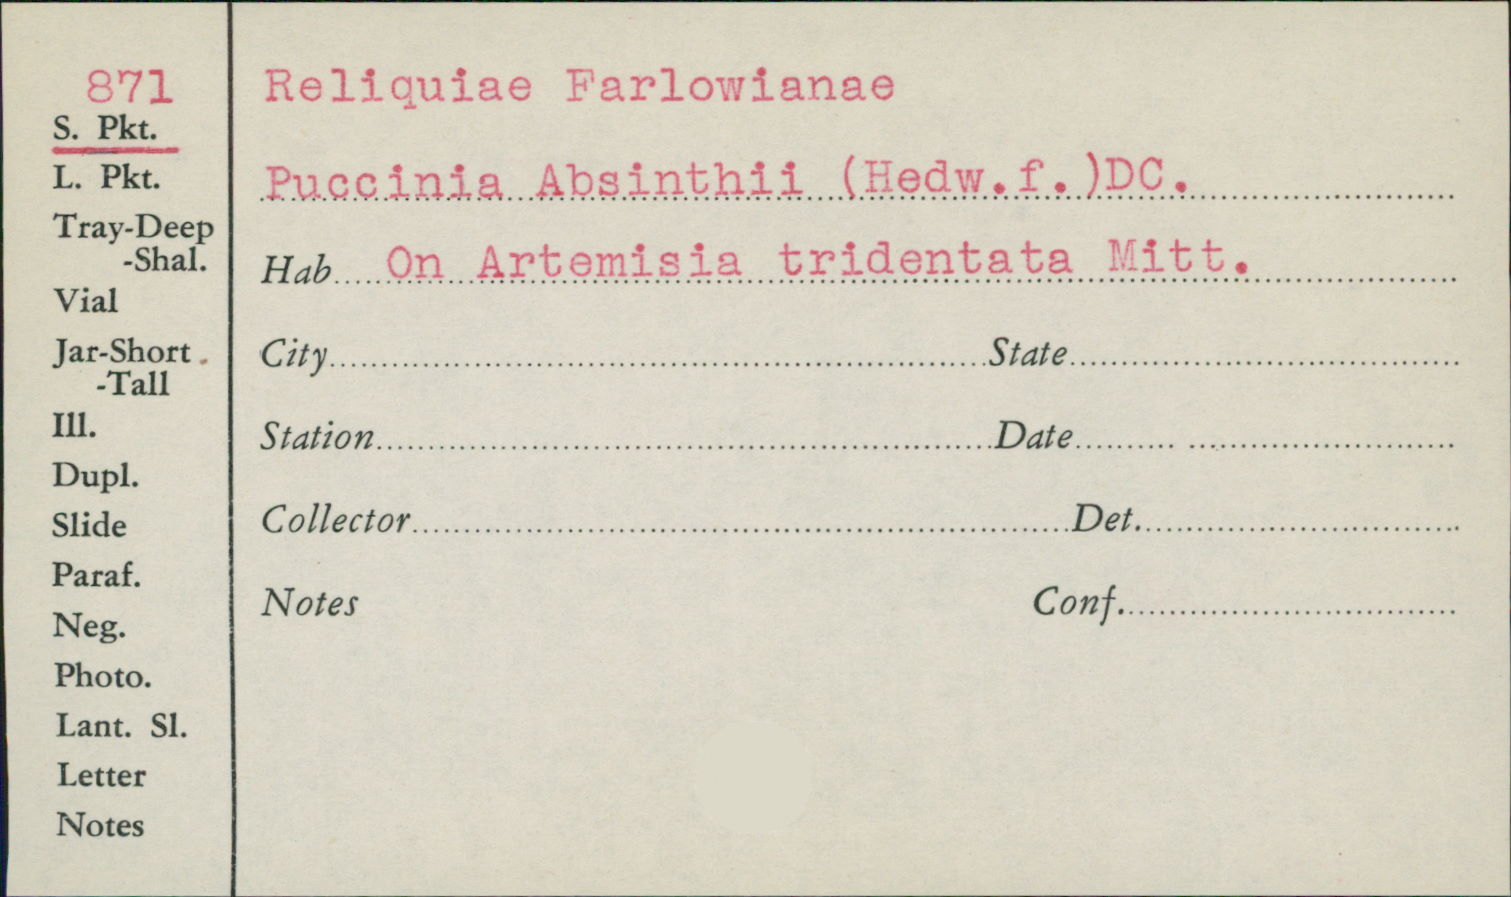 871
S. Pkt.
L. Pkt.
Tray-Deep
-Shal.
Vial
Jar-Short
-Tall
Ill.
Dupl.
Slide
Paraf.
Neg.
Photo.
Lant. Sl.
Letter
Notes
Reliquiae Farlowianae
Puccinia Absinthii (Hedw.f.)DC.
Hab. On Artemisia tridentata Mitt.
City State
Station Date
Collector Det.
Notes Conf.